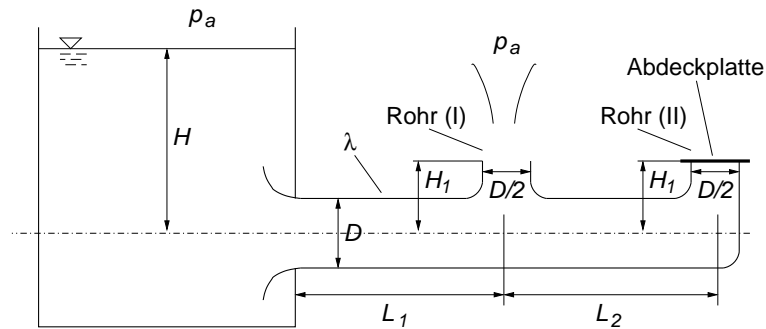 p_a
p_a
Abdeckplatte
Rohr (I)
Rohr (II)
H
λ
H_1
D/2
H_1
D/2
D
L_1
L_2